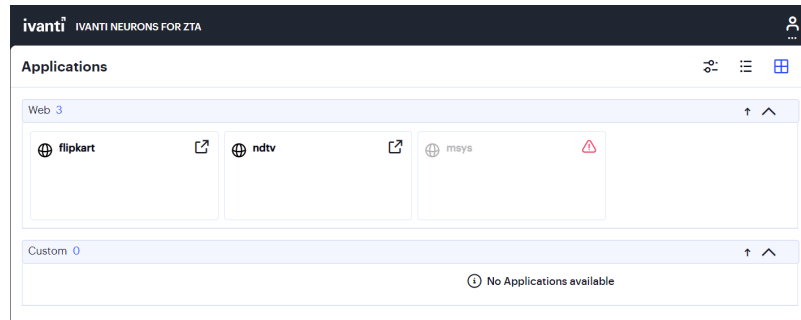 ivanti IVANTI NEURONS FOR ZTA
Applications
Web 3
flipkart ndtv msys
Custom 0
No Applications available